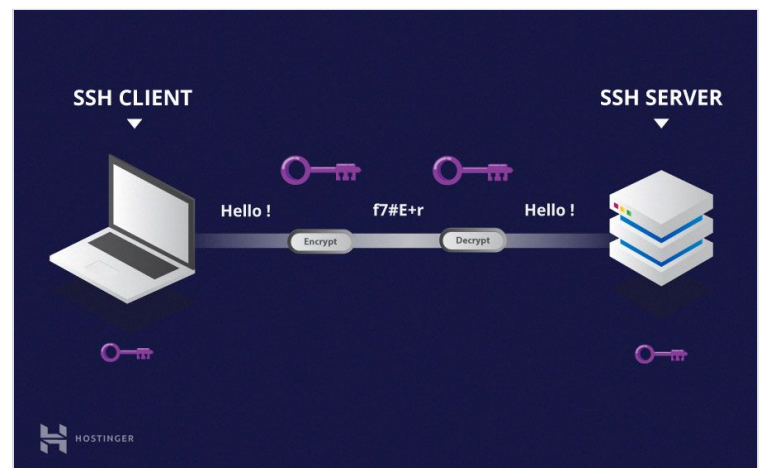 SSH CLIENT
SSH SERVER
Hello !
f7#E+r
Hello !
Encrypt
Decrypt
HOSTINGER